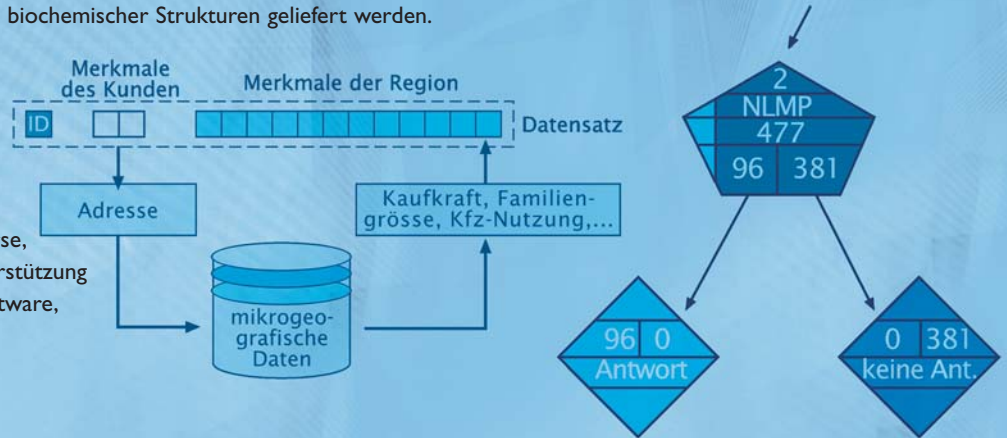 biochemischer Strukturen geliefert werden.
Merkmale
des Kunden
Merkmale der Region
ID
Datensatz
Adresse
Kaufkraft, Familien-
grösse, Kfz-Nutzung,...
se,
rstützung
tware,
mikrogeo-
grafische
Daten
2
NLMP
477
96 381
96 0
Antwort
0 381
keine Ant.